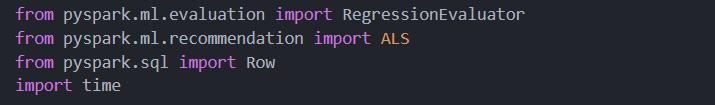 from pyspark.ml.evaluation import RegressionEvaluator
from pyspark.ml.recommendation import ALS
from pyspark.sql import Row
import time